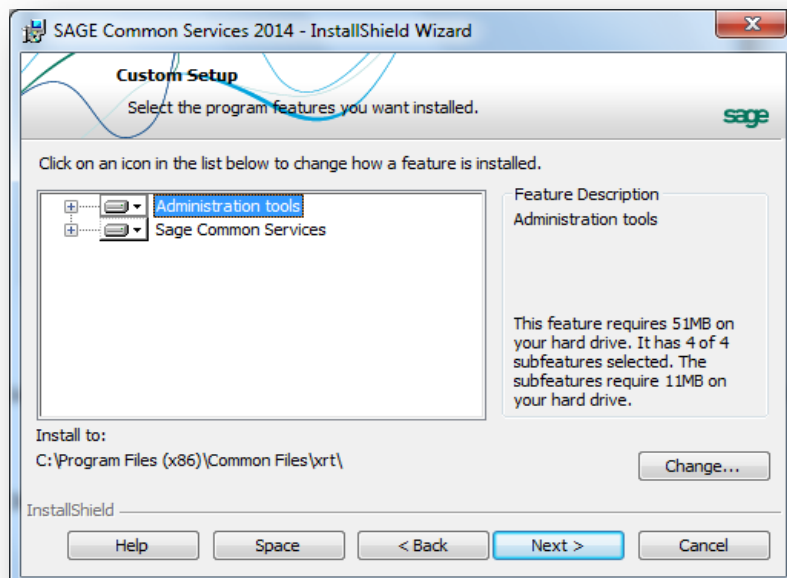 SAGE Common Services 2014 - InstallShield Wizard
Custom Setup
Select the program features you want installed.
sage
Click on an icon in the list below to change how a feature is installed.
Administration tools
Sage Common Services
Feature Description
Administration tools
This feature requires 51MB on
your hard drive. It has 4 of 4
subfeatures selected. The
subfeatures require 11MB on
your hard drive.
Install to:
C:\Program Files (x86)\Common Files\xrt\
Change...
InstallShield
Help
Space
< Back
Next >
Cancel